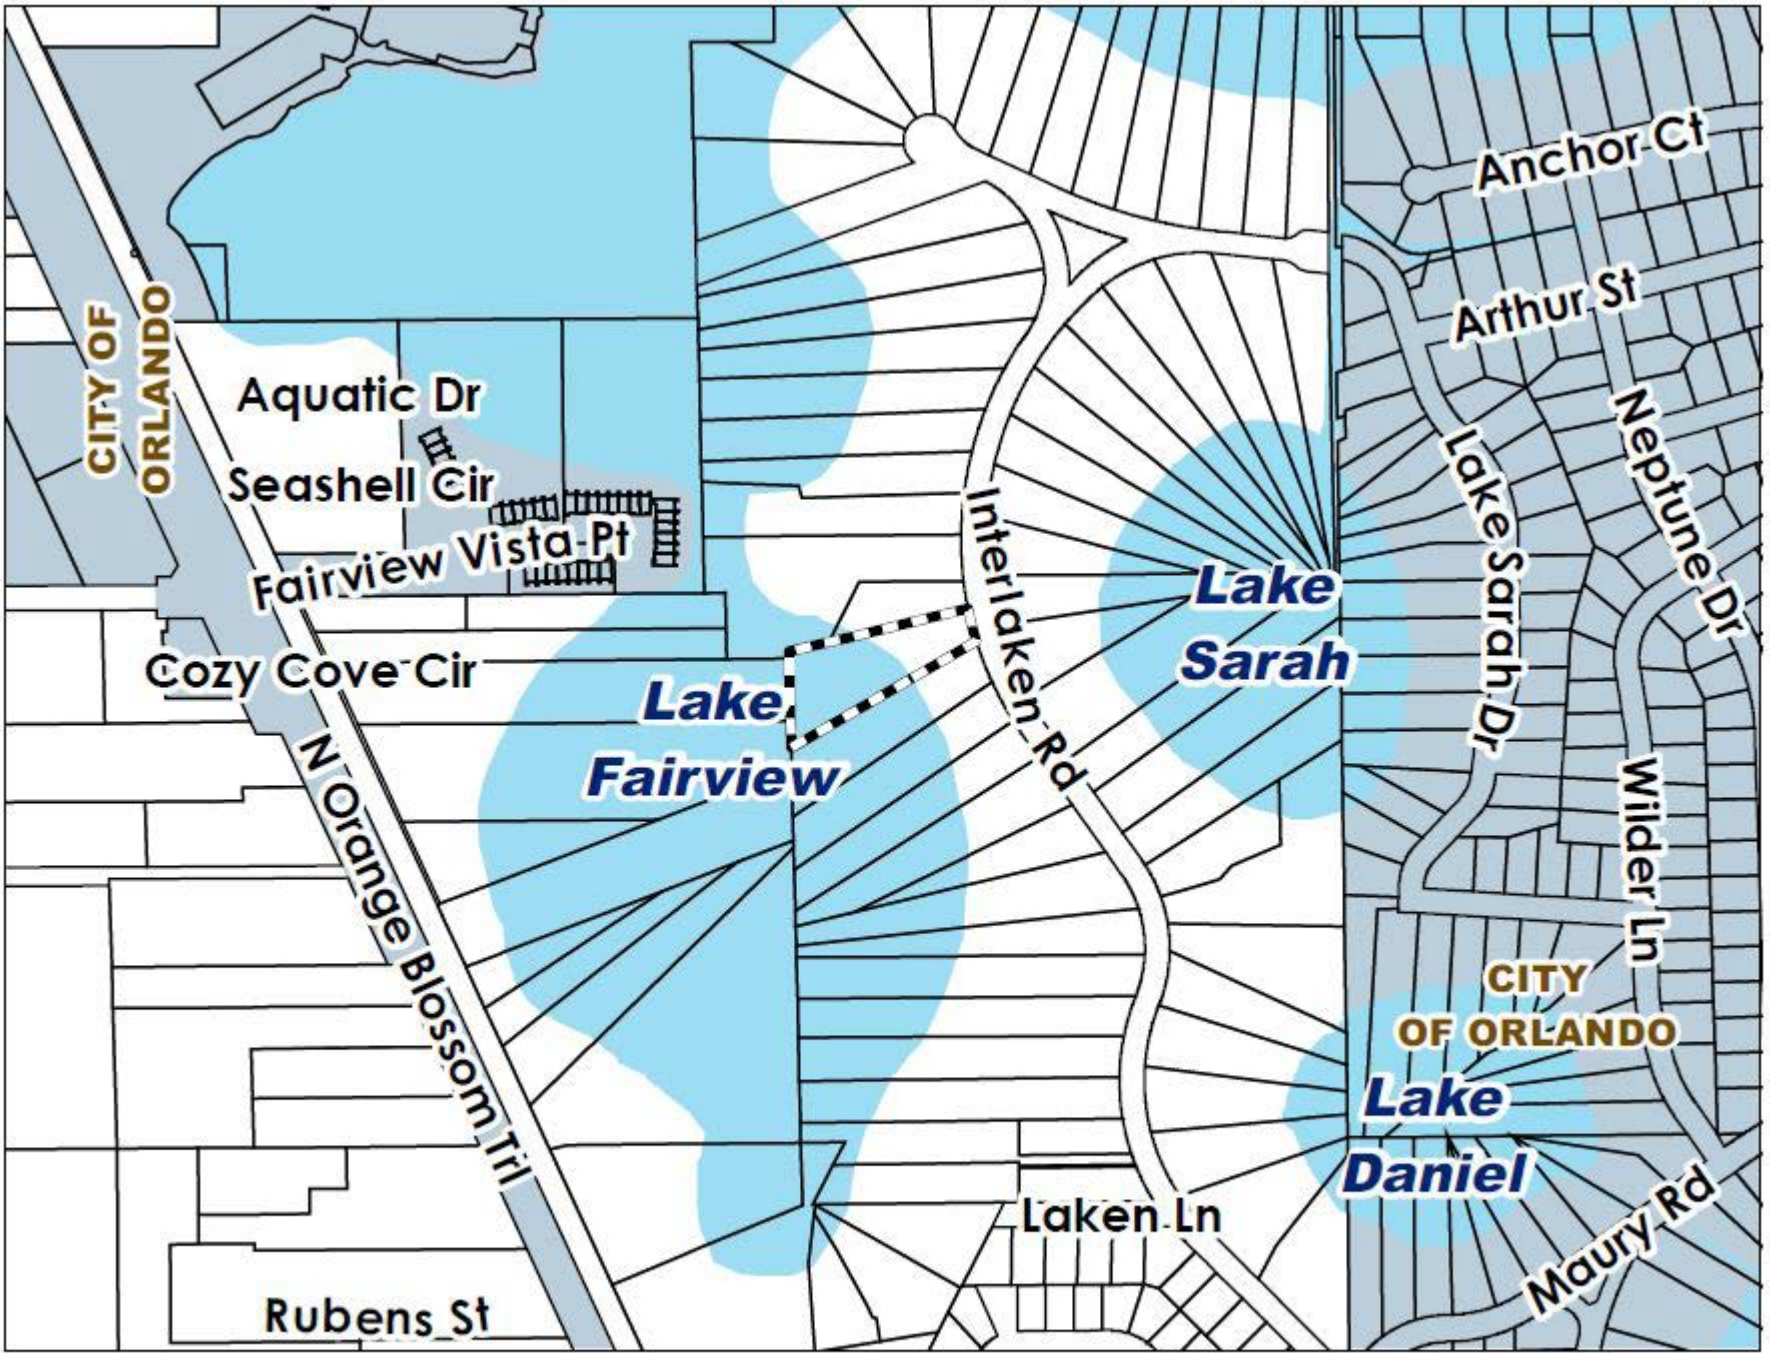 Anchor Ct
Arthur St
CITY OF
ORLANDO
Aquatic Dr
Seashell Cir
Fairview Vista Pt
Cozy Cove Cir
Interlaken Rd
Lake
Sarah
Lake Sarah Dr
Neptune Dr
Lake
Fairview
N Orange Blossom Trl
Wilder Ln
CITY
OF ORLANDO
Lake
Daniel
Laken Ln
Maury Rd
Rubens St